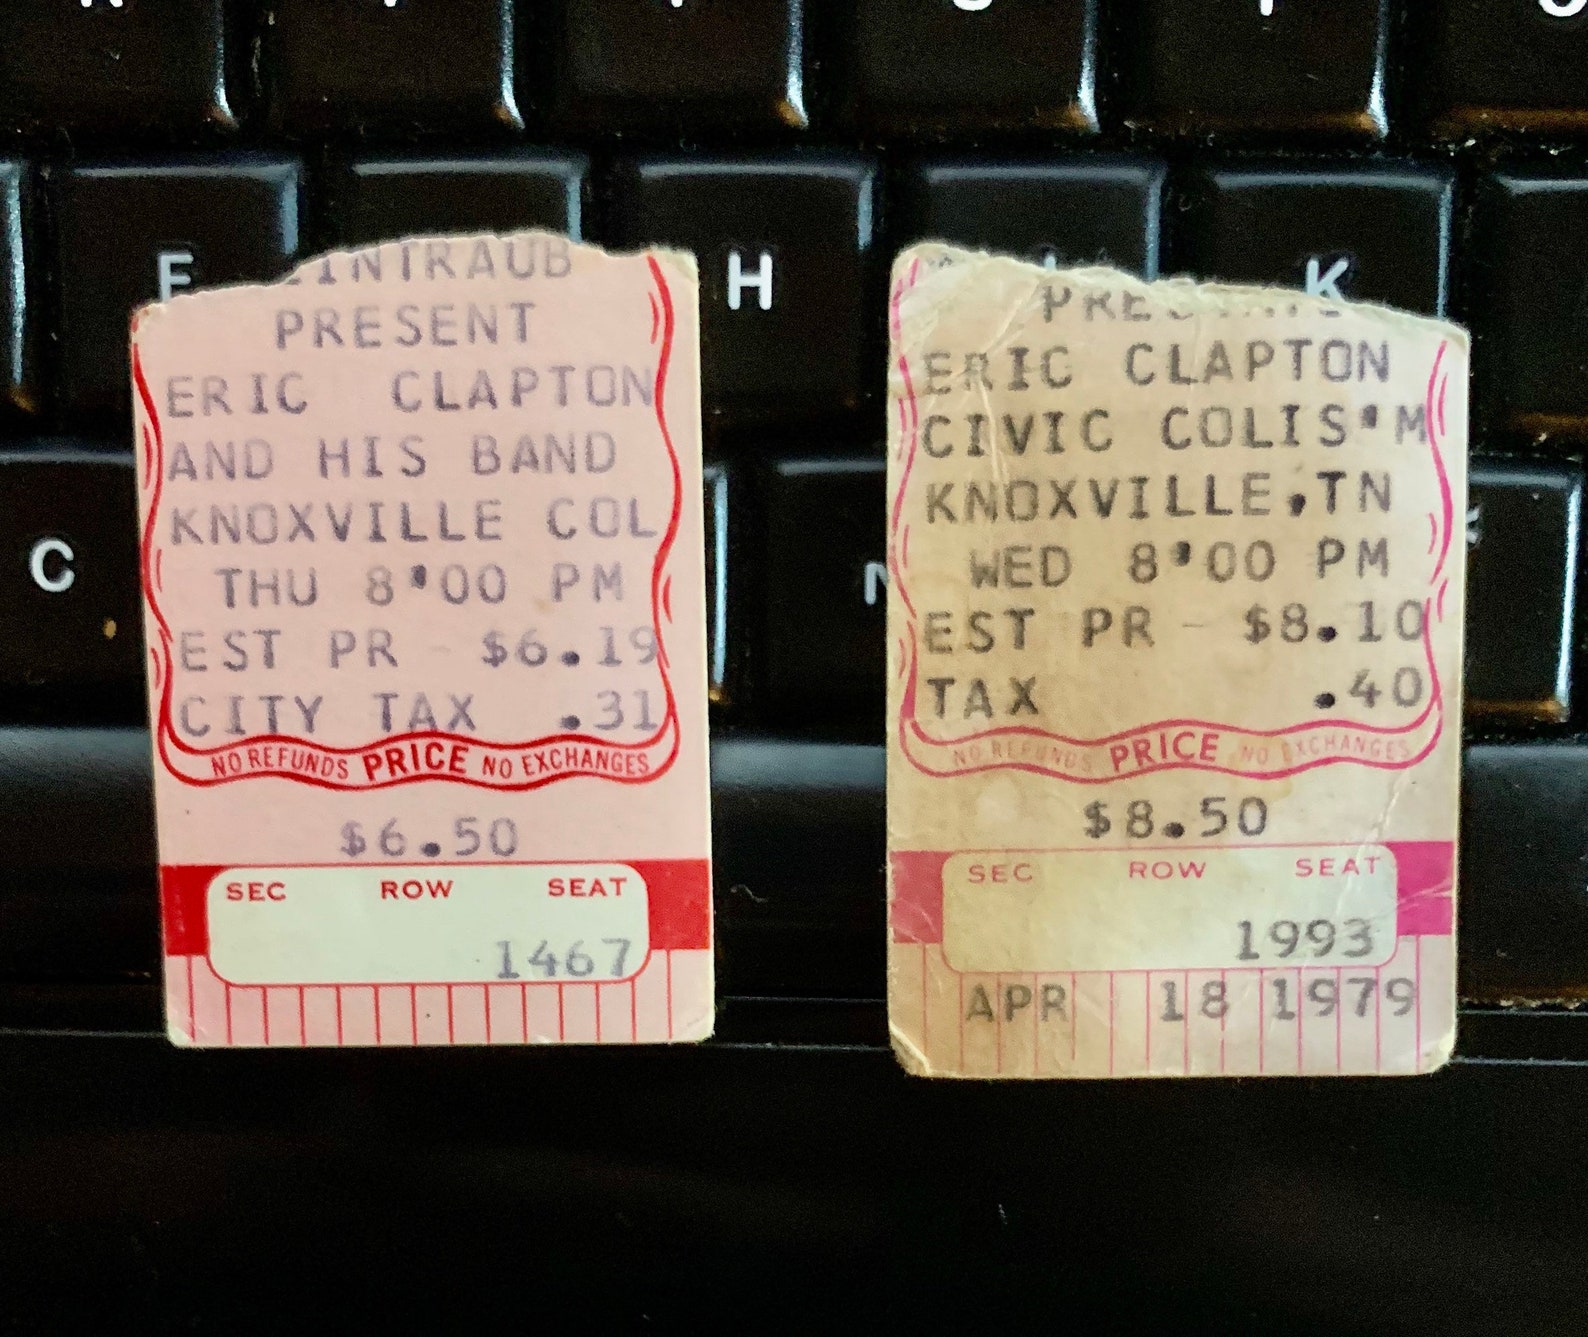 PRESENT
ERIC CLAPTON
AND HIS BAND
KNOXVILLE COL
THU 8:00 PM
EST PR - $6.19
CITY TAX .31
NO REFUNDS PRICE NO EXCHANGES
$6.50
SEC ROW SEAT
1467
ERIC CLAPTON
CIVIC COLIS'M
KNOXVILLE,TN
WED 8:00 PM
EST PR - $8.10
TAX .40
NO REFUNDS PRICE NO EXCHANGES
$8.50
SEC ROW SEAT
1993
APR 18 1979
H
K
C